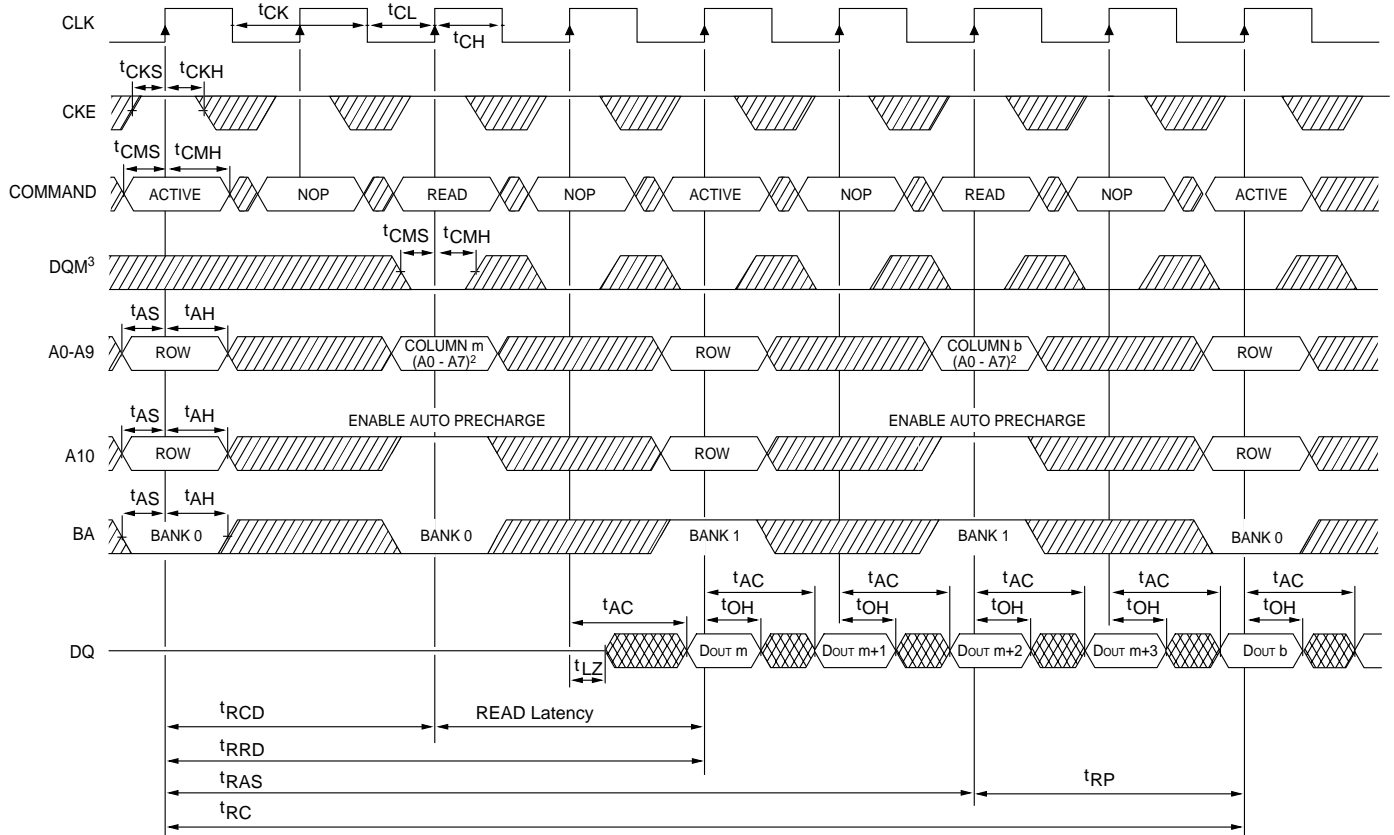 CLK
tCK
tCL
tCH
tCKS
tCKH
CKE
tCMS
tCMH
COMMAND
ACTIVE
NOP
READ
NOP
ACTIVE
NOP
READ
NOP
ACTIVE
tCMS
tCMH
DQM3
tAS
tAH
A0-A9
ROW
COLUMN m
(A0 - A7)2
ROW
COLUMN b
(A0 - A7)2
ROW
tAS
tAH
ENABLE AUTO PRECHARGE
ENABLE AUTO PRECHARGE
A10
ROW
ROW
ROW
tAS
tAH
BA
BANK 0
BANK 0
BANK 1
BANK 1
BANK 0
tAC
tAC
tAC
tAC
tAC
tAC
tOH
tOH
tOH
tOH
tOH
DQ
DOUT m
DOUT m+1
DOUT m+2
DOUT m+3
DOUT b
tLZ
tRCD
READ Latency
tRRD
tRAS
tRP
tRC